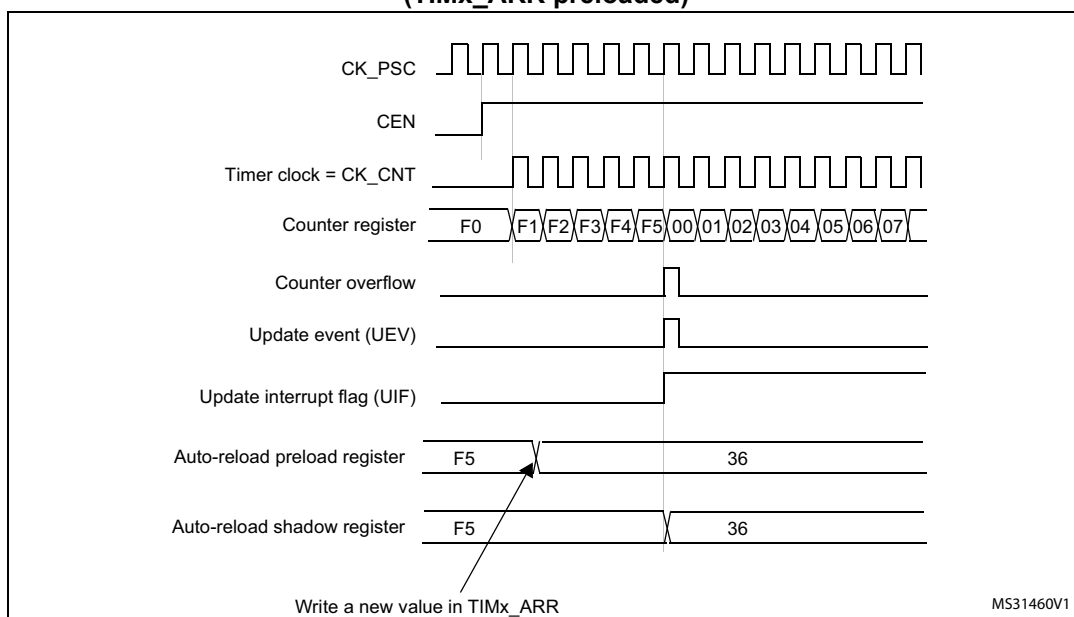 (TIMx_ARR preloaded)
CK_PSC
CEN
Timer clock = CK_CNT
Counter register F0 F1 F2 F3 F4 F5 00 01 02 03 04 05 06 07
Counter overflow
Update event (UEV)
Update interrupt flag (UIF)
Auto-reload preload register F5 36
Auto-reload shadow register F5 36
Write a new value in TIMx_ARR
MS31460V1